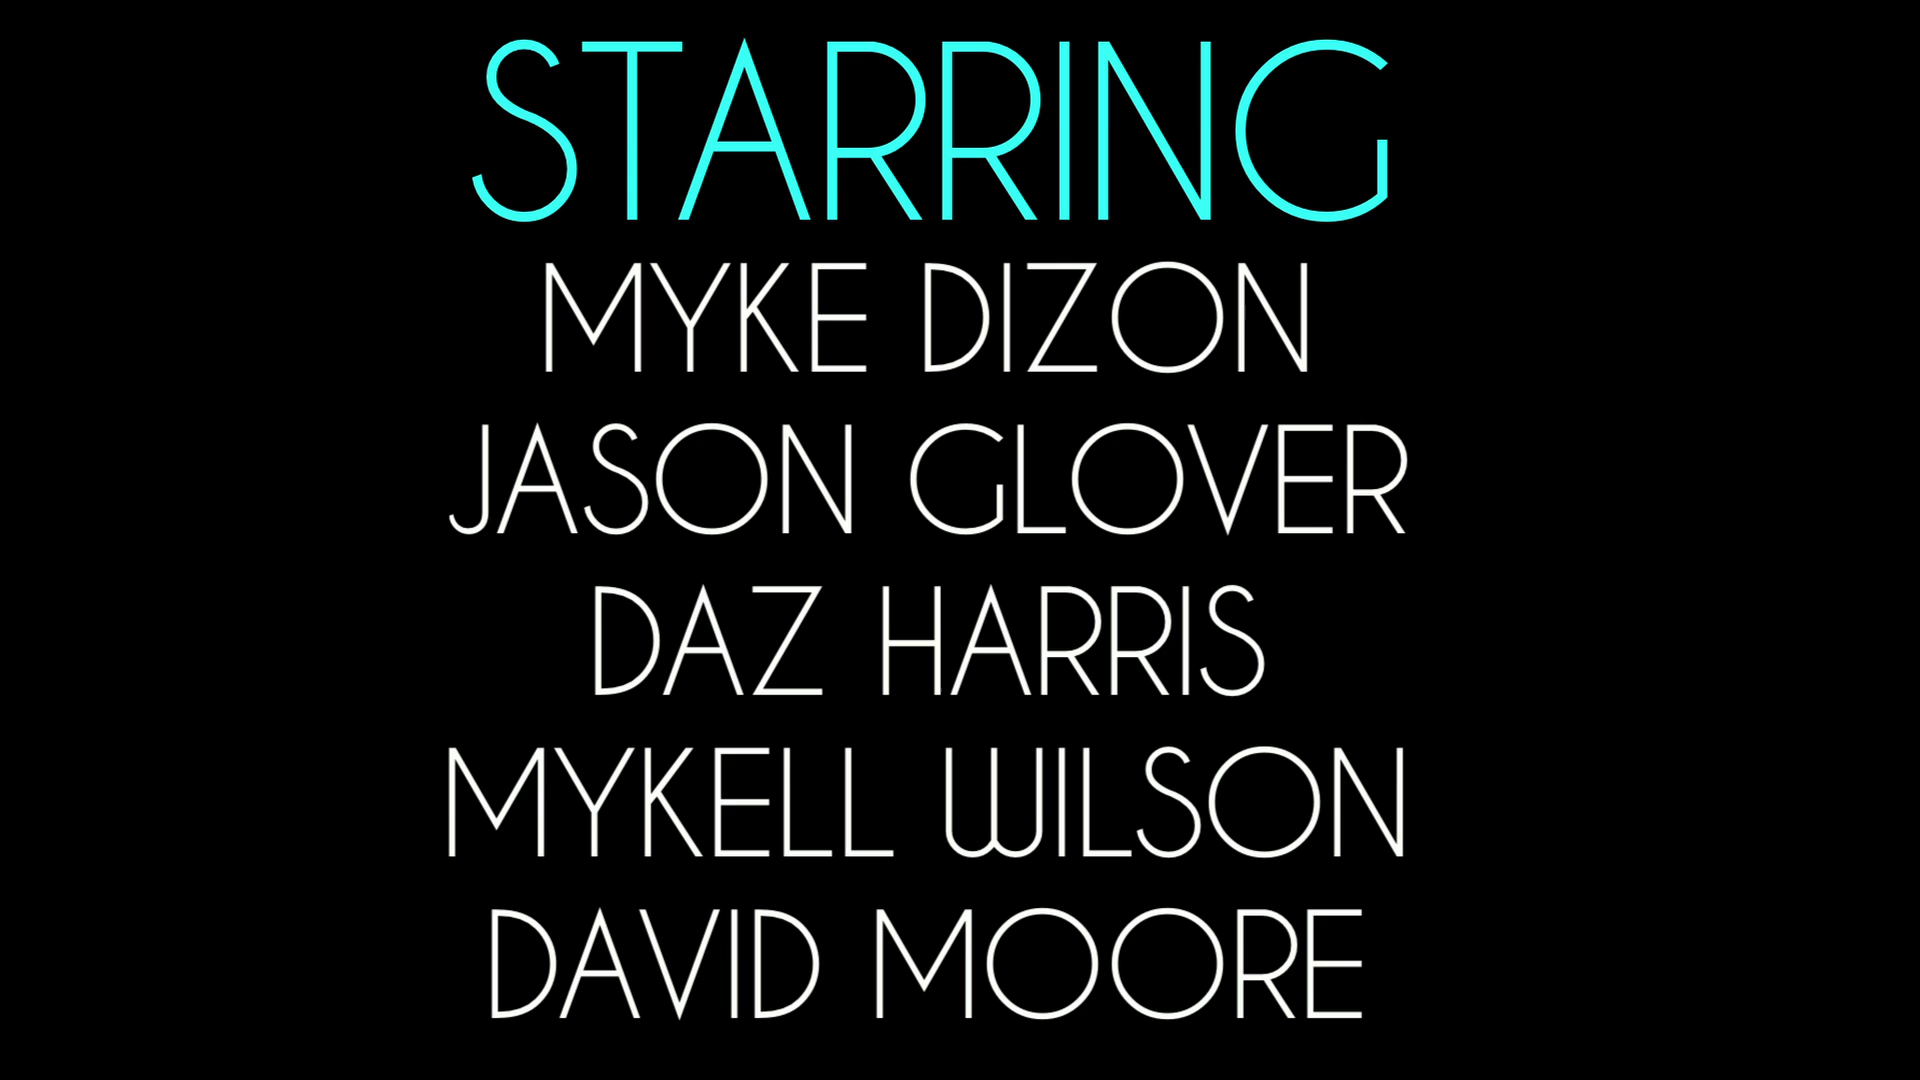 STARRING
MYKE DIZON
JASON GLOVER
DAZ HARRIS
MYKELL WILSON
DAVID MOORE